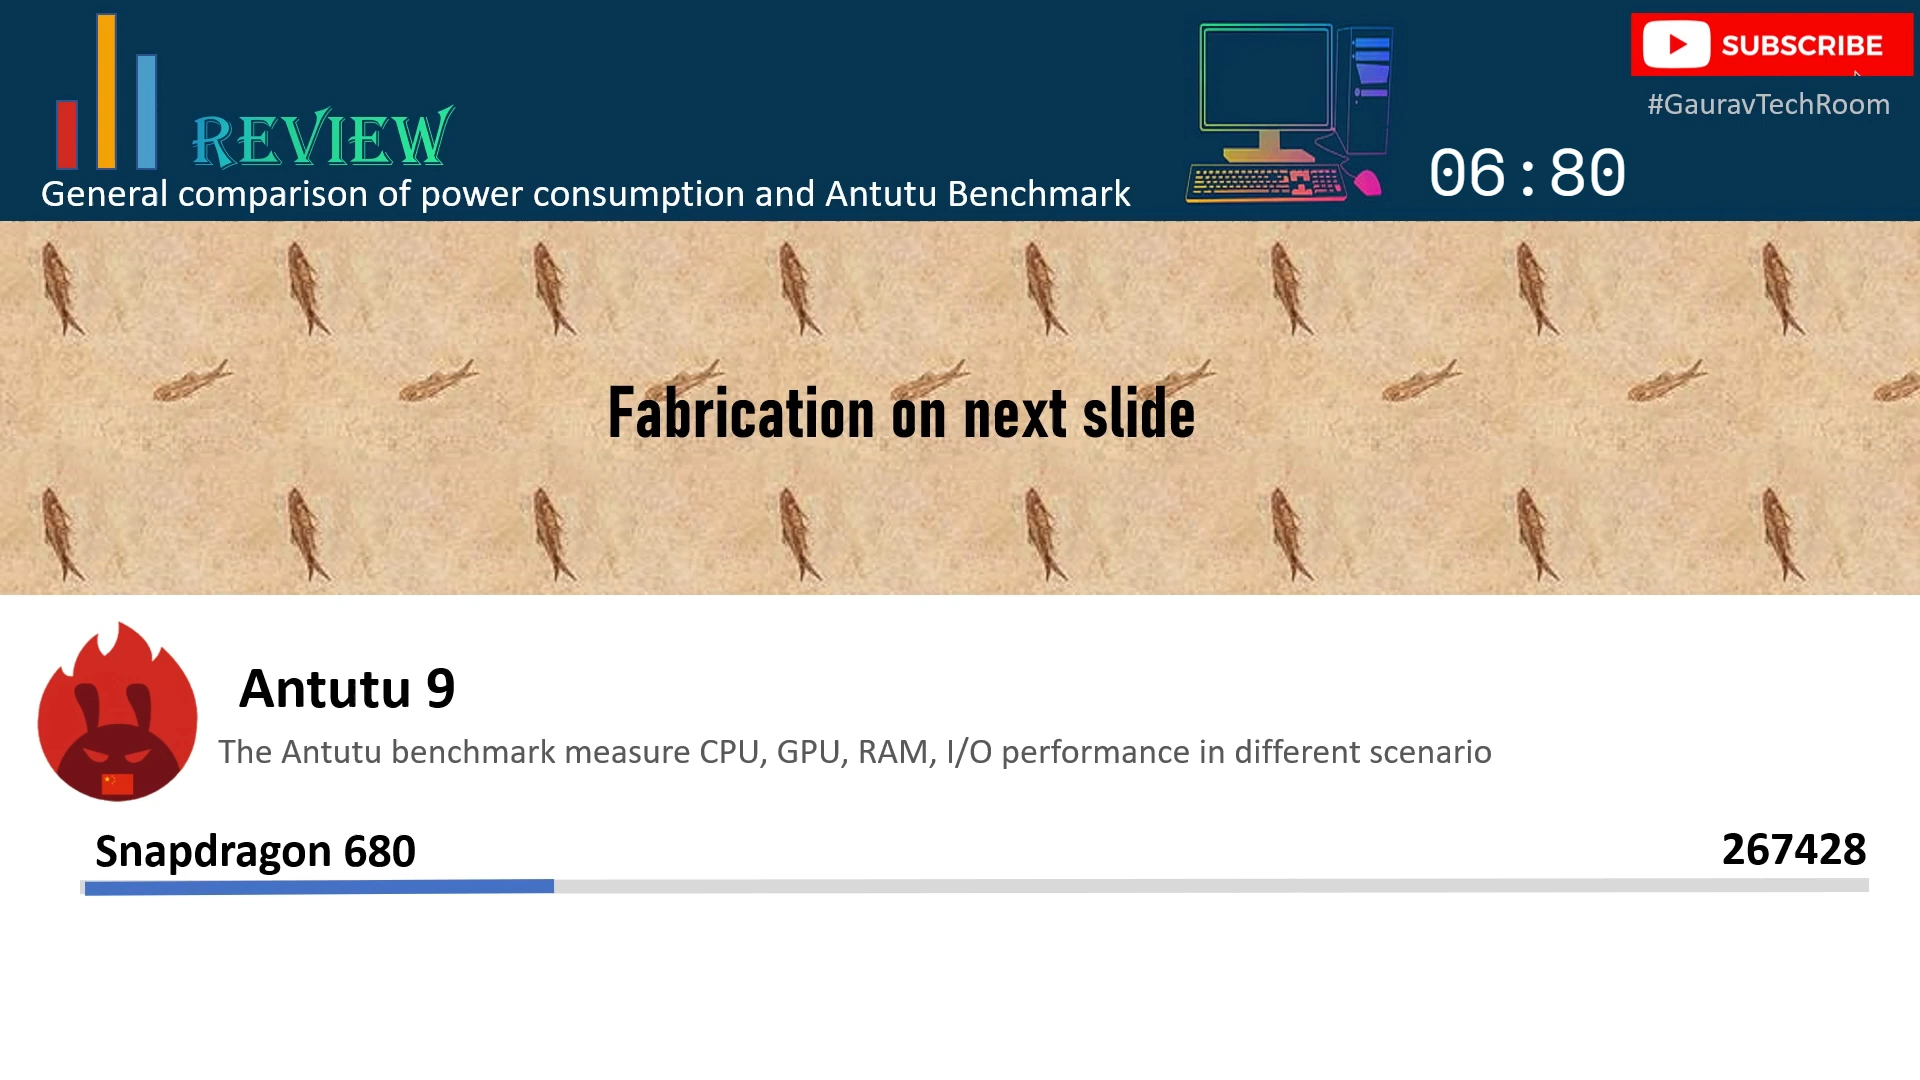 SUBSCRIBE
#GauravTechRoom
REVIEW
06:80
General comparison of power consumption and Antutu Benchmark
Fabrication on next slide
Antutu 9
The Antutu benchmark measure CPU, GPU, RAM, I/O performance in different scenario
Snapdragon 680
267428